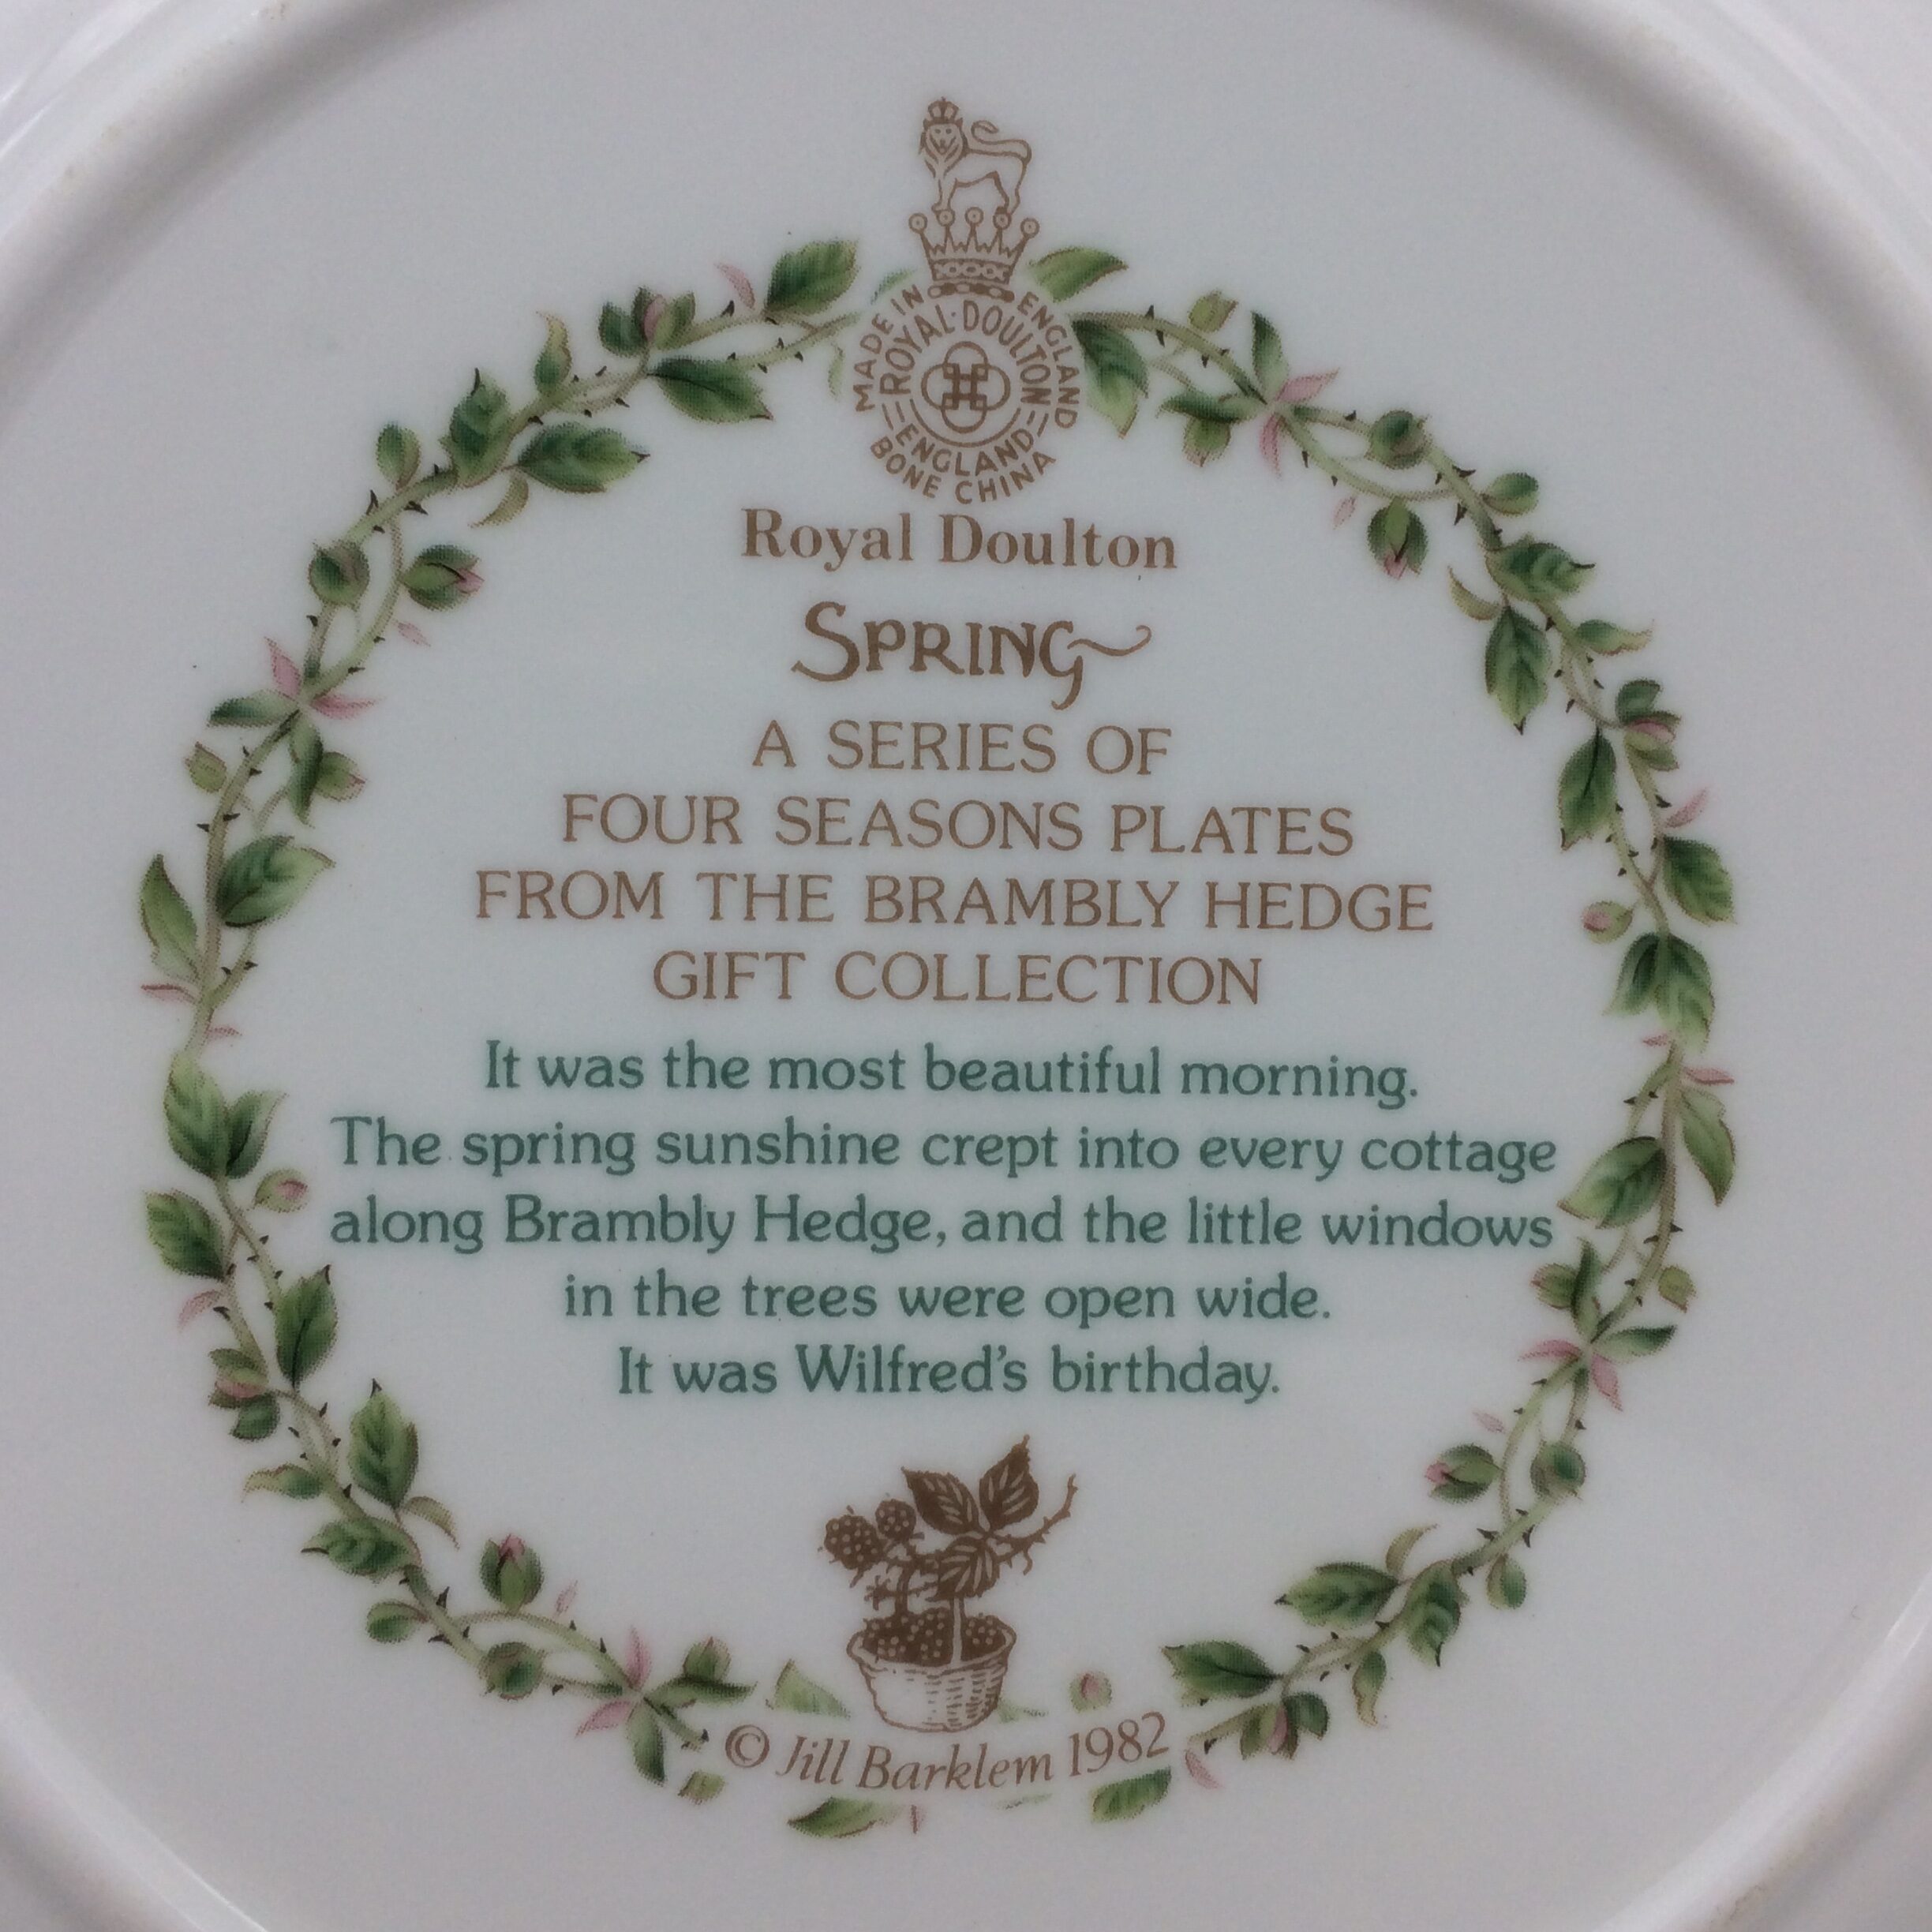 MADE IN ENGLAND
ROYAL·DOULTON
ENGLAND
BONE CHINA
Royal Doulton
SPRING
A SERIES OF
FOUR SEASONS PLATES
FROM THE BRAMBLY HEDGE
GIFT COLLECTION
It was the most beautiful morning.
The spring sunshine crept into every cottage
along Brambly Hedge, and the little windows
in the trees were open wide.
It was Wilfred's birthday.
© Jill Barklem 1982